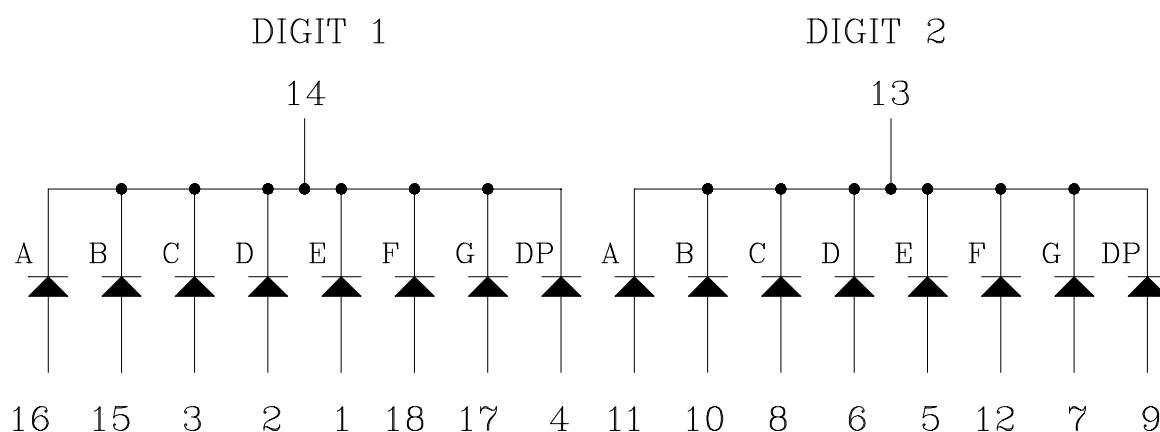 DIGIT 1 DIGIT 2
14 13
A B C D E F G DP A B C D E F G DP
16 15 3 2 1 18 17 4 11 10 8 6 5 12 7 9